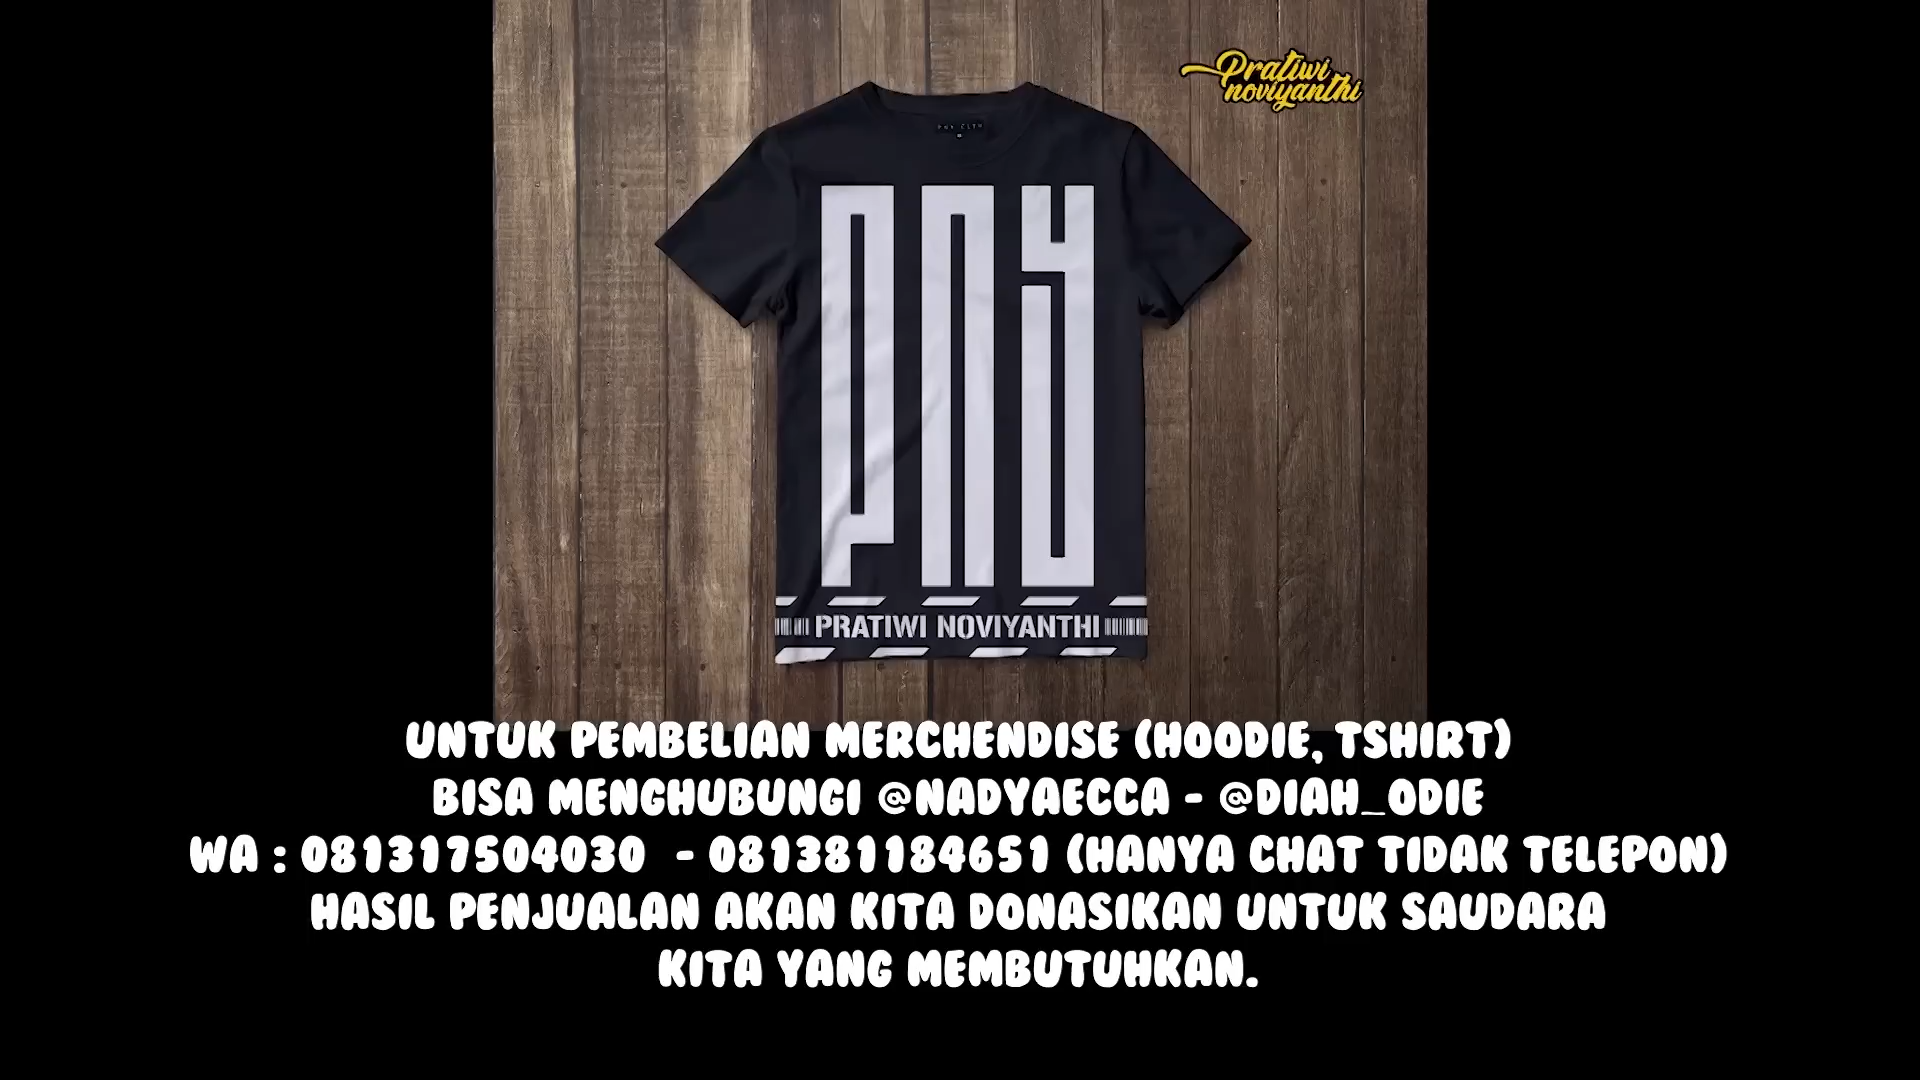 Pratiwi
noviyanthi
PNY
PRATIWI NOVIYANTHI
UNTUK PEMBELIAN MERCHENDISE (HOODIE, TSHIRT)
BISA MENGHUBUNGI @NADYAECCA - @DIAH_ODIE
WA : 081317504030 - 081381184651 (HANYA CHAT TIDAK TELEPON)
HASIL PENJUALAN AKAN KITA DONASIKAN UNTUK SAUDARA
KITA YANG MEMBUTUHKAN.